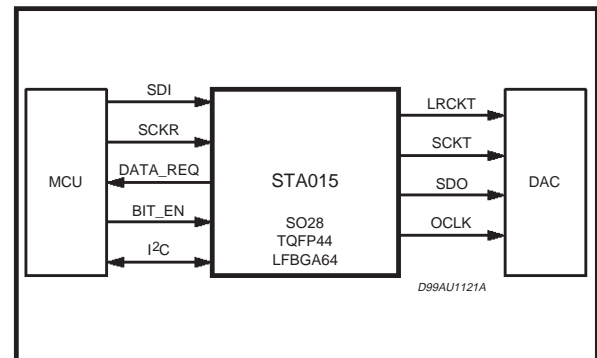 SDI
SCKR
DATA_REQ
BIT_EN
I²C
MCU
STA015
SO28
TQFP44
LFBGA64
LRCKT
SCKT
SDO
OCLK
DAC
D99AU1121A